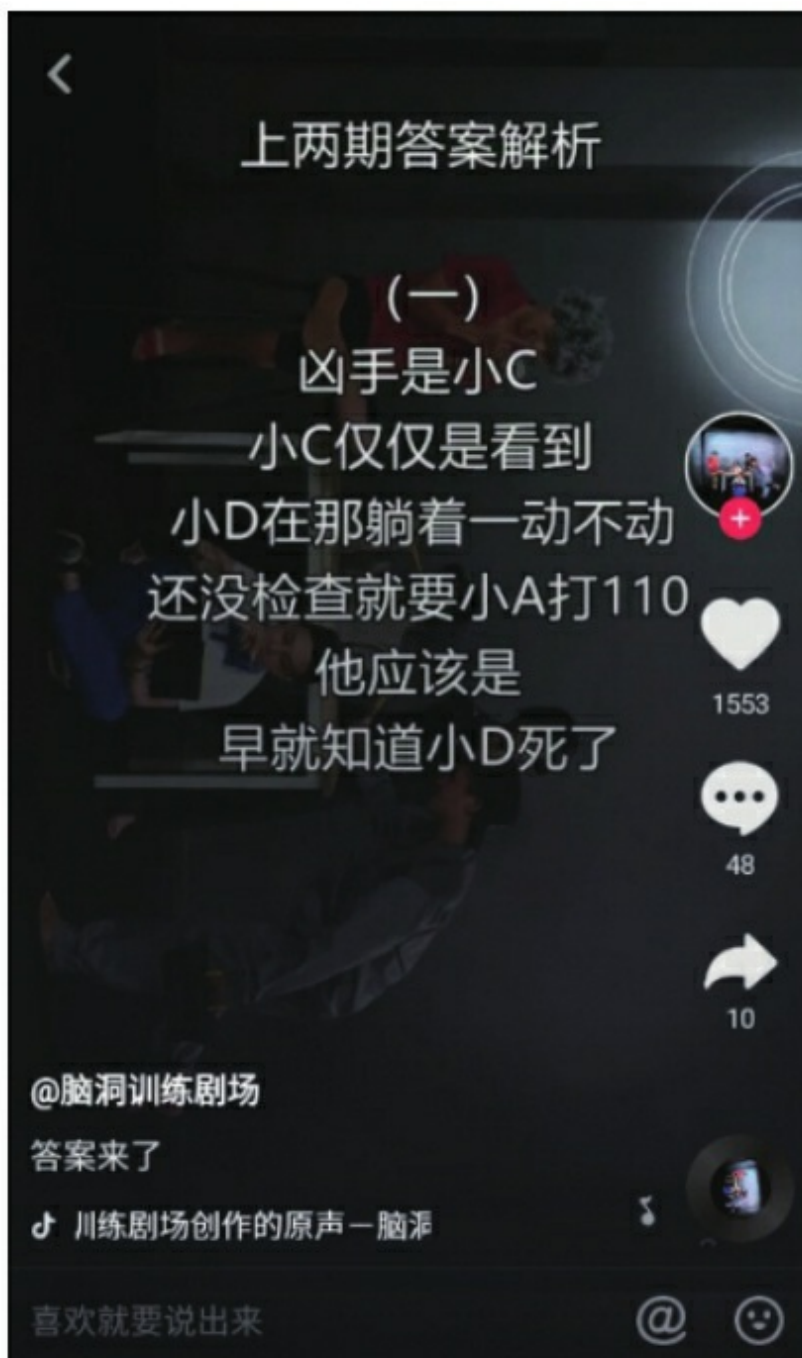 上两期答案解析
（一）
凶手是小C
小C仅仅是看到
小D在那躺着一动不动
还没检查就要小A打110
他应该是
早就知道小D死了
1553
48
10
@脑洞训练剧场
答案来了
训练剧场创作的原声－脑洞
喜欢就要说出来